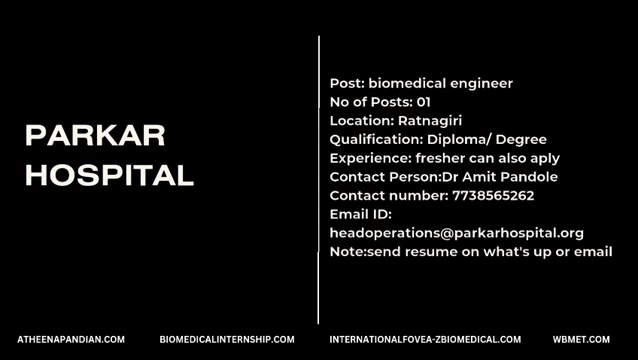 PARKAR
HOSPITAL
Post: biomedical engineer
No of Posts: 01
Location: Ratnagiri
Qualification: Diploma/ Degree
Experience: fresher can also aply
Contact Person:Dr Amit Pandole
Contact number: 7738565262
Email ID:
headoperations@parkarhospital.org
Note:send resume on what's up or email
ATHEENAPANDIAN.COM
BIOMEDICALINTERNSHIP.COM
INTERNATIONALFOVEA-ZBIOMEDICAL.COM
WBMET.COM